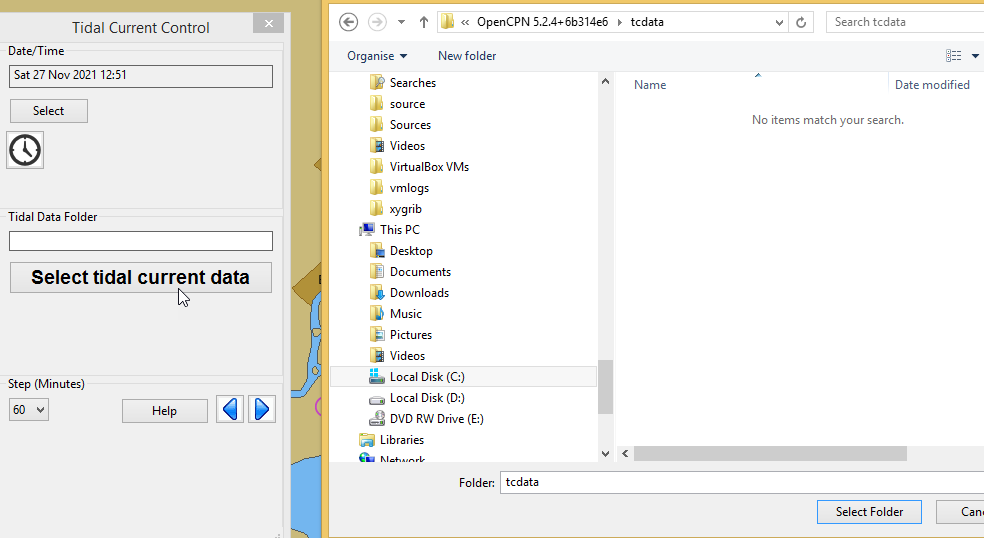 Tidal Current Control
Date/Time
Sat 27 Nov 2021 12:51
Select
Tidal Data Folder
Select tidal current data
Step (Minutes)
60
Help
« OpenCPN 5.2.4+6b314e6 tcdata
Search tcdata
Organise
New folder
Searches
source
Sources
Videos
VirtualBox VMs
vmlogs
xygrib
This PC
Desktop
Documents
Downloads
Music
Pictures
Videos
Local Disk (C:)
Local Disk (D:)
DVD RW Drive (E:)
Libraries
Network
Name
Date modified
No items match your search.
Folder: tcdata
Select Folder
Canc